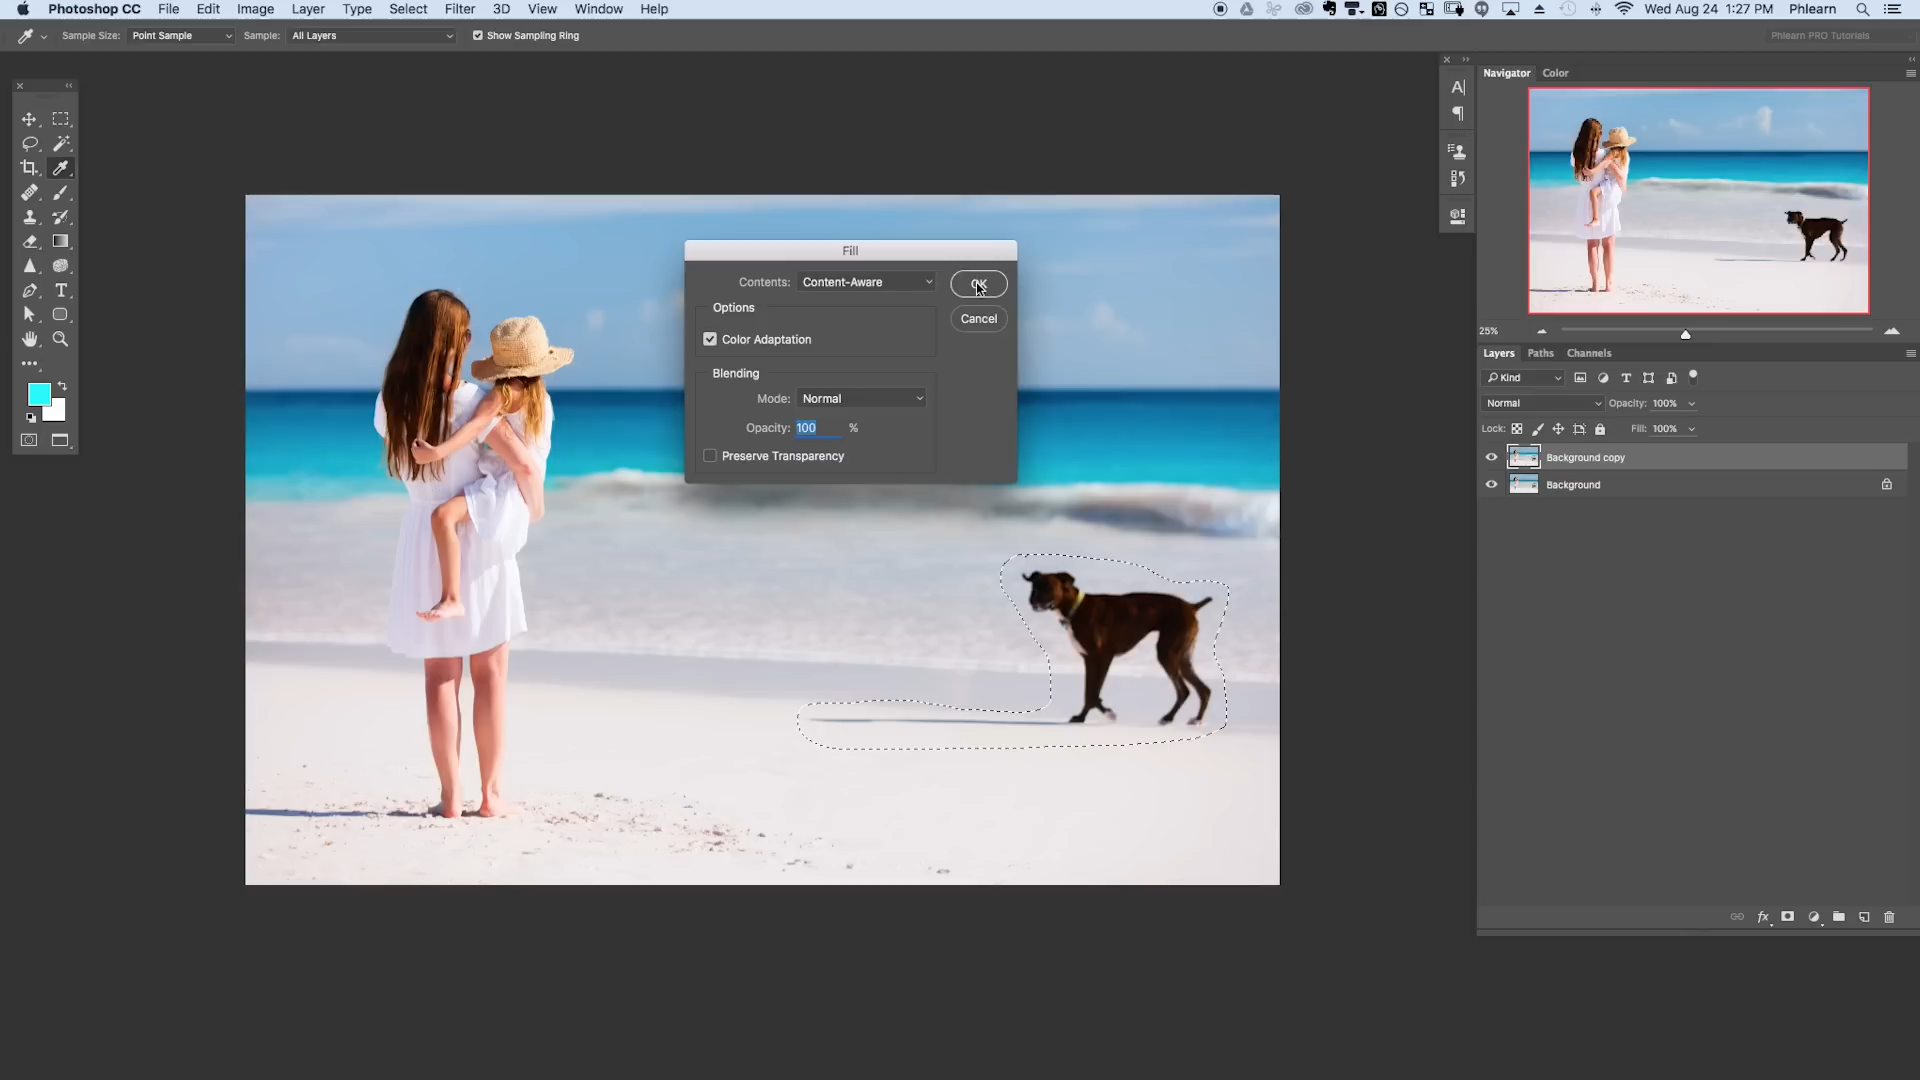 Photoshop CC File Edit Image Layer Type Select Filter 3D View Window Help Wed Aug 24 1:27 PM Phlearn
Sample Size: Point Sample Sample: All Layers Show Sampling Ring Phlearn PRO Tutorials
Navigator Color
Fill
Contents: Content-Aware OK
Options
Cancel
Color Adaptation
Blending
Mode: Normal
Opacity: 100 %
Preserve Transparency
25%
Layers Paths Channels
Kind
Normal Opacity: 100%
Lock: Fill: 100%
Background copy
Background
fx